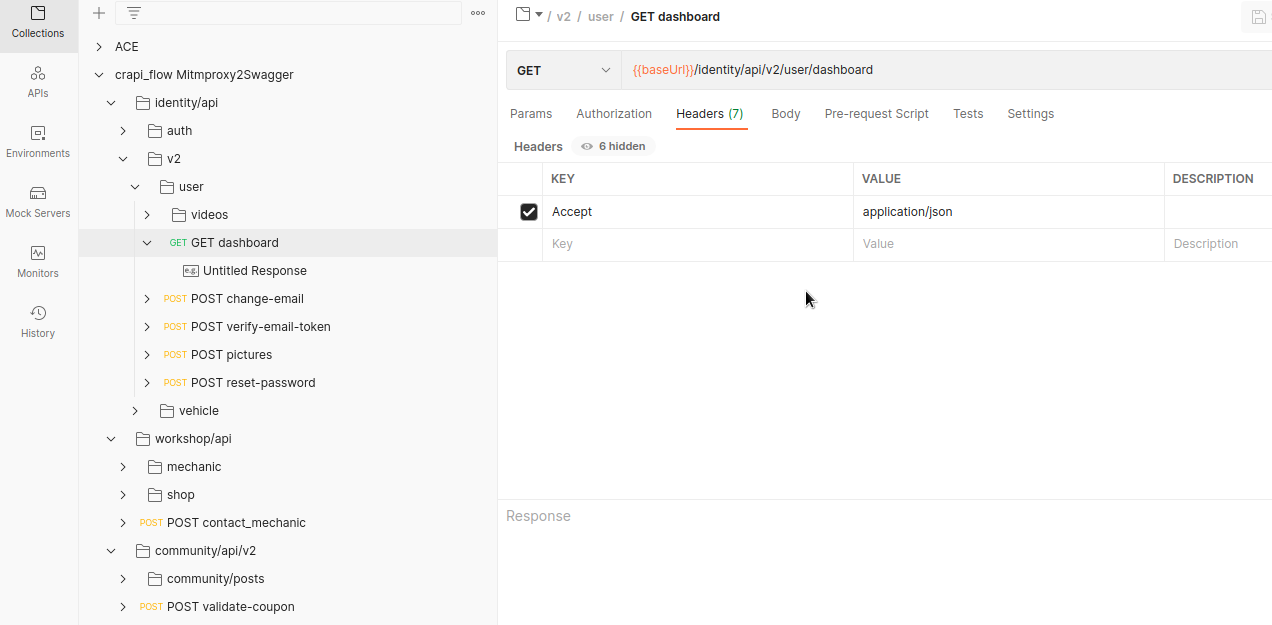 Collections
APIs
Environments
Mock Servers
Monitors
History
ACE
crapi_flow Mitmproxy2Swagger
identity/api
auth
v2
user
videos
GET GET dashboard
e.g. Untitled Response
POST POST change-email
POST POST verify-email-token
POST POST pictures
POST POST reset-password
vehicle
workshop/api
mechanic
shop
POST POST contact_mechanic
community/api/v2
community/posts
POST POST validate-coupon
/ v2 / user / GET dashboard
GET {{baseUrl}}/identity/api/v2/user/dashboard
Params Authorization Headers (7) Body Pre-request Script Tests Settings
Headers 6 hidden
KEY VALUE DESCRIPTION
Accept application/json
Key Value Description
Response